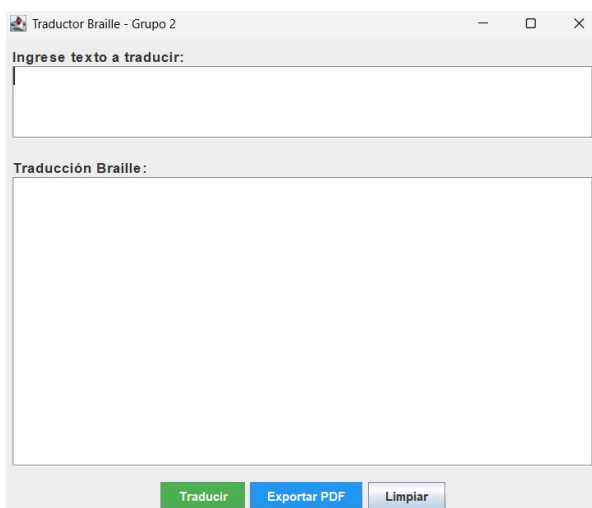 Traductor Braille - Grupo 2
Ingrese texto a traducir:
Traducción Braille:
Traducir Exportar PDF Limpiar